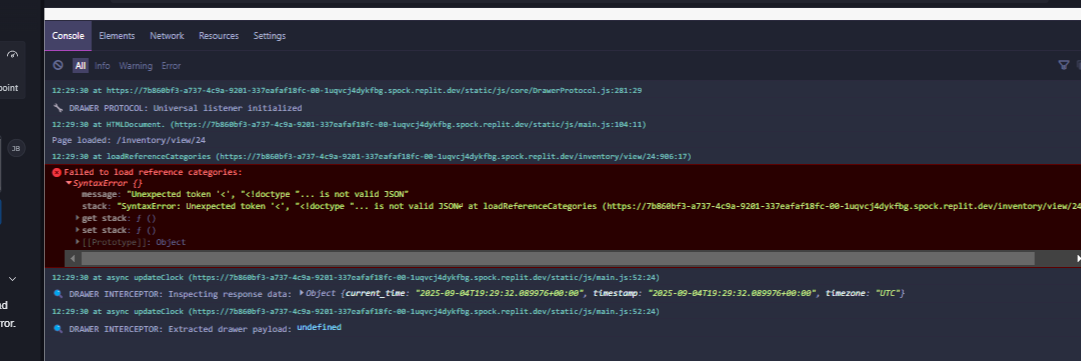 Console Elements Network Resources Settings
All Info Warning Error
point
12:29:30 at https://7b860bf3-a737-4c9a-9201-337eafaf18fc-00-1uqvcj4dykfbg.spock.replit.dev/static/js/core/DrawerProtocol.js:281:29
🔧 DRAWER PROTOCOL: Universal listener initialized
12:29:30 at HTMLDocument. (https://7b860bf3-a737-4c9a-9201-337eafaf18fc-00-1uqvcj4dykfbg.spock.replit.dev/static/js/main.js:104:11)
Page loaded: /inventory/view/24
JB
12:29:30 at loadReferenceCategories (https://7b860bf3-a737-4c9a-9201-337eafaf18fc-00-1uqvcj4dykfbg.spock.replit.dev/inventory/view/24:906:17)
Failed to load reference categories:
SyntaxError {}
message: "Unexpected token '<', "<!doctype "... is not valid JSON"
stack: "SyntaxError: Unexpected token '<', "<!doctype "... is not valid JSON↵ at loadReferenceCategories (https://7b860bf3-a737-4c9a-9201-337eafaf18fc-00-1uqvcj4dykfbg.spock.replit.dev/inventory/view/24
get stack: ƒ ()
set stack: ƒ ()
[[Prototype]]: Object
12:29:30 at async updateClock (https://7b860bf3-a737-4c9a-9201-337eafaf18fc-00-1uqvcj4dykfbg.spock.replit.dev/static/js/main.js:52:24)
🔍 DRAWER INTERCEPTOR: Inspecting response data: Object {current_time: "2025-09-04T19:29:32.089976+00:00", timestamp: "2025-09-04T19:29:32.089976+00:00", timezone: "UTC"}
ad
12:29:30 at async updateClock (https://7b860bf3-a737-4c9a-9201-337eafaf18fc-00-1uqvcj4dykfbg.spock.replit.dev/static/js/main.js:52:24)
ror.
🔍 DRAWER INTERCEPTOR: Extracted drawer payload: undefined